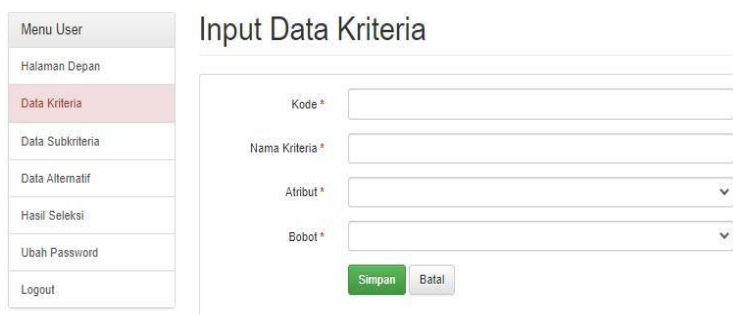 Menu User
Halaman Depan
Data Kriteria
Data Subkriteria
Data Alternatif
Hasil Seleksi
Ubah Password
Logout
Input Data Kriteria
Kode *
Nama Kriteria *
Atribut *
Bobot *
Simpan Batal